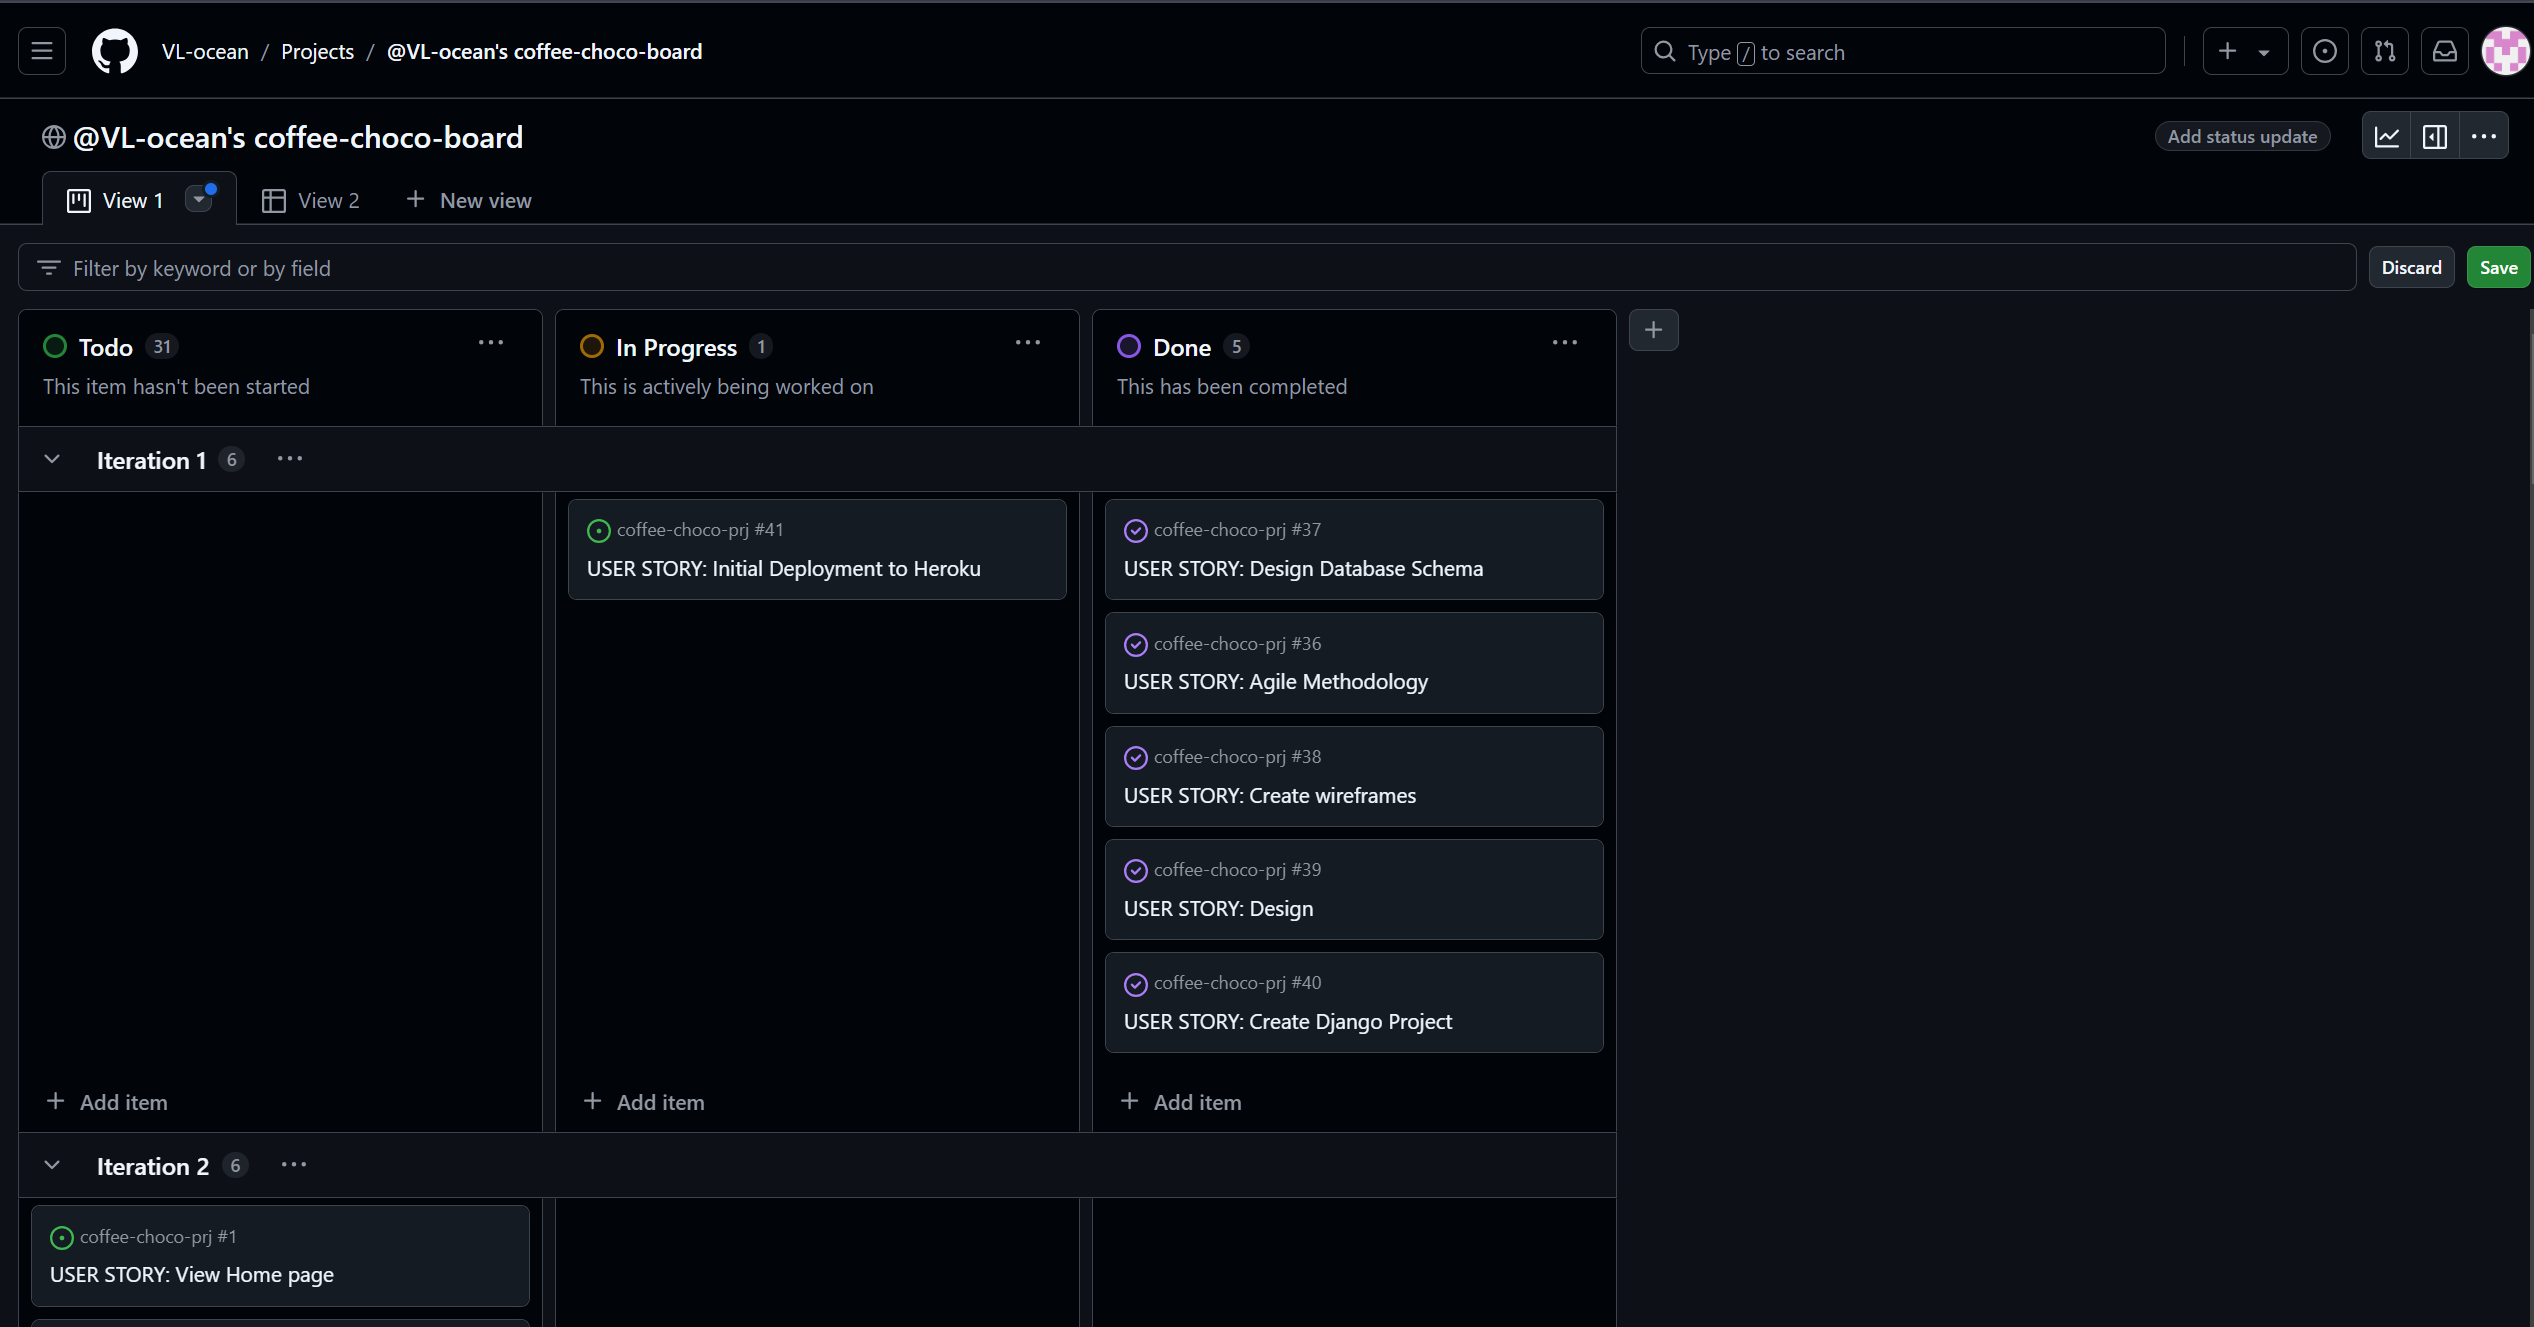 VL-ocean / Projects / @VL-ocean's coffee-choco-board
Type / to search
@VL-ocean's coffee-choco-board
Add status update
View 1
View 2
New view
Filter by keyword or by field
Discard
Save
Todo 31
This item hasn't been started
In Progress 1
This is actively being worked on
Done 5
This has been completed
Iteration 1 6
coffee-choco-prj #41
USER STORY: Initial Deployment to Heroku
coffee-choco-prj #37
USER STORY: Design Database Schema
coffee-choco-prj #36
USER STORY: Agile Methodology
coffee-choco-prj #38
USER STORY: Create wireframes
coffee-choco-prj #39
USER STORY: Design
coffee-choco-prj #40
USER STORY: Create Django Project
Add item
Add item
Add item
Iteration 2 6
coffee-choco-prj #1
USER STORY: View Home page